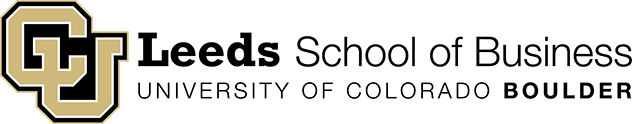 CU
Leeds School of Business
UNIVERSITY OF COLORADO BOULDER